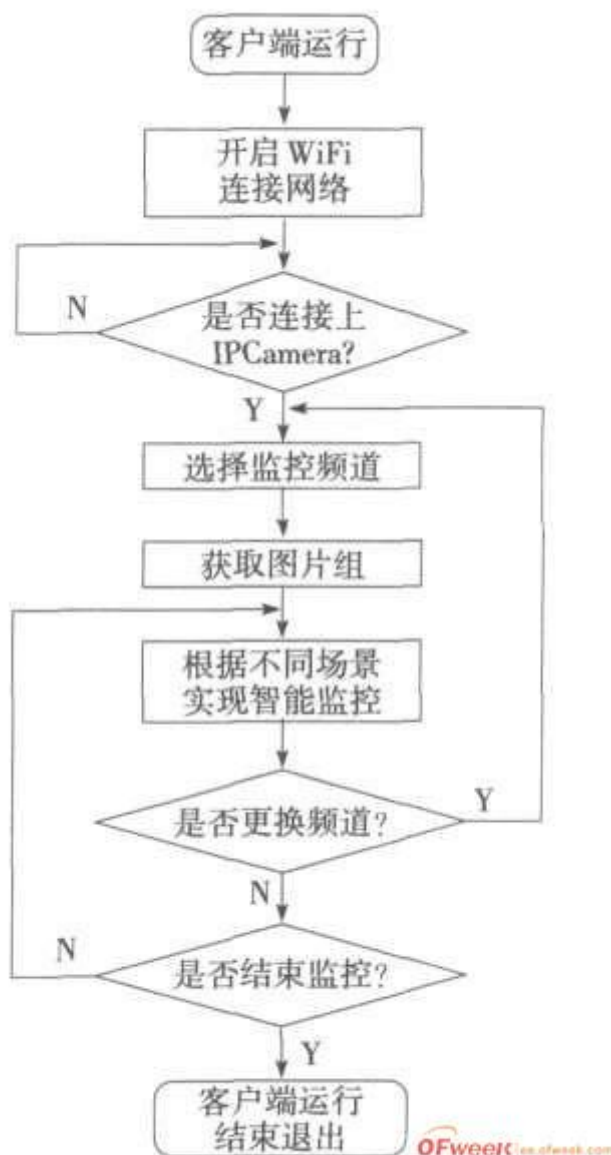 客户端运行
开启 WiFi
连接网络
N
是否连接上
IPCamera?
Y
选择监控频道
获取图片组
根据不同场景
实现智能监控
是否更换频道?
Y
N
N
是否结束监控?
Y
客户端运行
结束退出
OFweek ee.ofweek.com